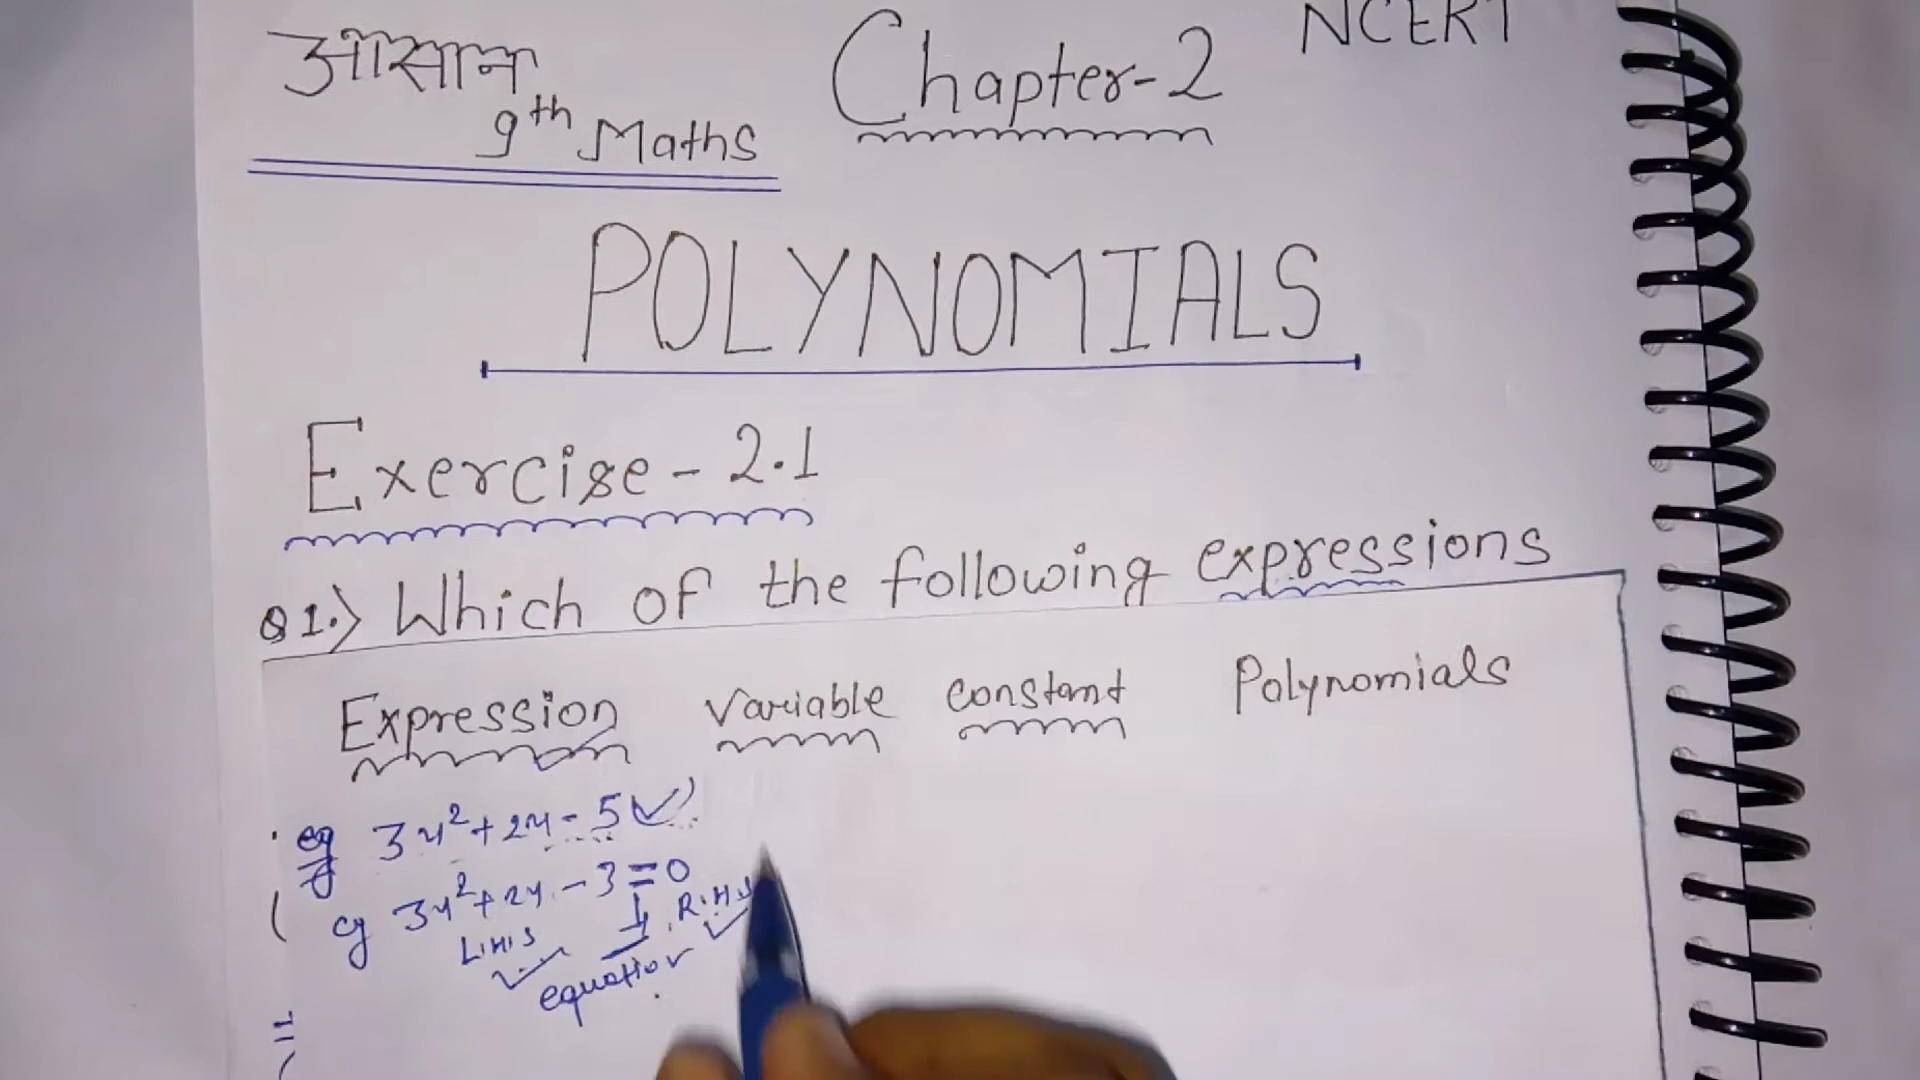 आसान
9th Maths
Chapter-2
NCERT
POLYNOMIALS
Exercise - 2.1
Q1.) Which of the following expressions
Expression Variable Constant Polynomials
eg 3x²+2x-5
eg 3x²+2x-3=0
L.H.S R.H.S
equation